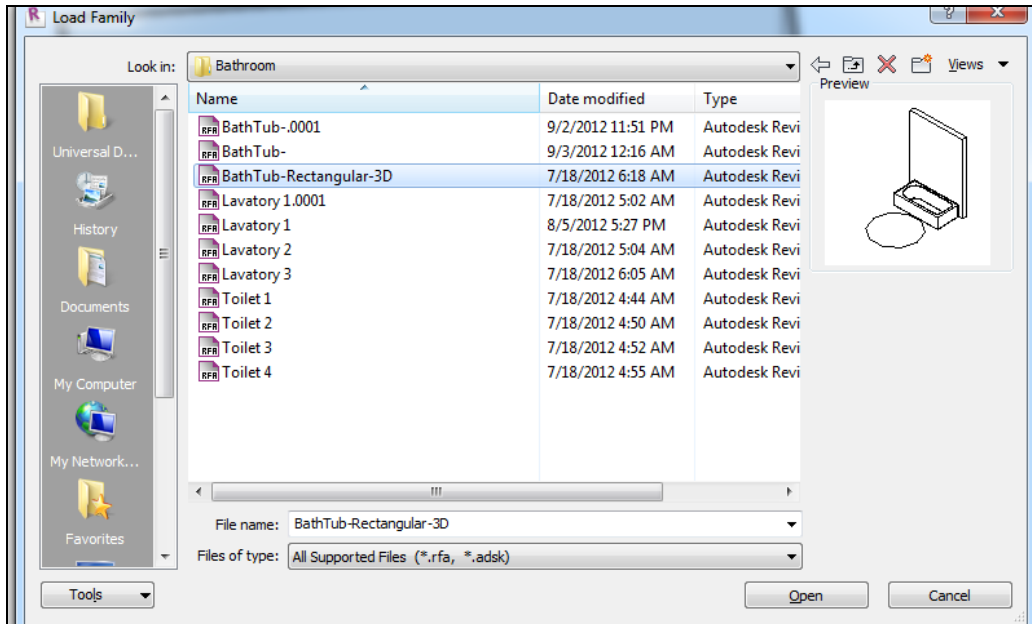 Load Family
Look in: Bathroom Views
Preview
Name Date modified Type
BathTub-.0001 9/2/2012 11:51 PM Autodesk Revi
BathTub- 9/3/2012 12:16 AM Autodesk Revi
BathTub-Rectangular-3D 7/18/2012 6:18 AM Autodesk Revi
Lavatory 1.0001 7/18/2012 5:02 AM Autodesk Revi
Lavatory 1 8/5/2012 5:27 PM Autodesk Revi
Lavatory 2 7/18/2012 5:04 AM Autodesk Revi
Lavatory 3 7/18/2012 6:05 AM Autodesk Revi
Toilet 1 7/18/2012 4:44 AM Autodesk Revi
Toilet 2 7/18/2012 4:50 AM Autodesk Revi
Toilet 3 7/18/2012 4:52 AM Autodesk Revi
Toilet 4 7/18/2012 4:55 AM Autodesk Revi
Universal D...
History
Documents
My Computer
My Network...
Favorites
File name: BathTub-Rectangular-3D
Files of type: All Supported Files (*.rfa, *.adsk)
Tools Open Cancel